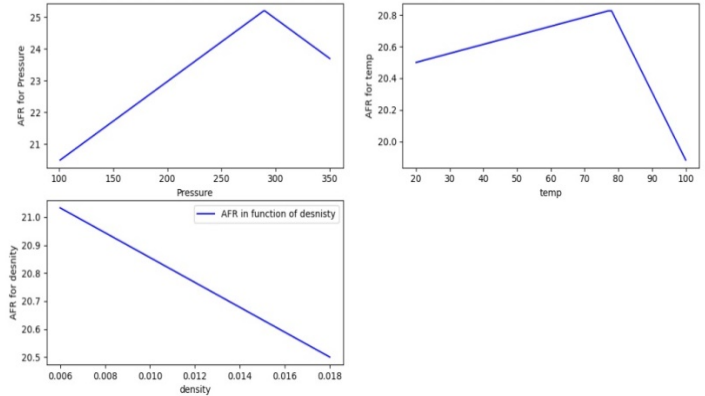 AFR for Pressure
25
24
23
22
21
100 150 200 250 300 350
Pressure
AFR for temp
20.8
20.6
20.4
20.2
20.0
20 30 40 50 60 70 80 90 100
temp
AFR for desnity
21.0
20.9
20.8
20.7
20.6
20.5
AFR in function of desnisty
0.006 0.008 0.010 0.012 0.014 0.016 0.018
density